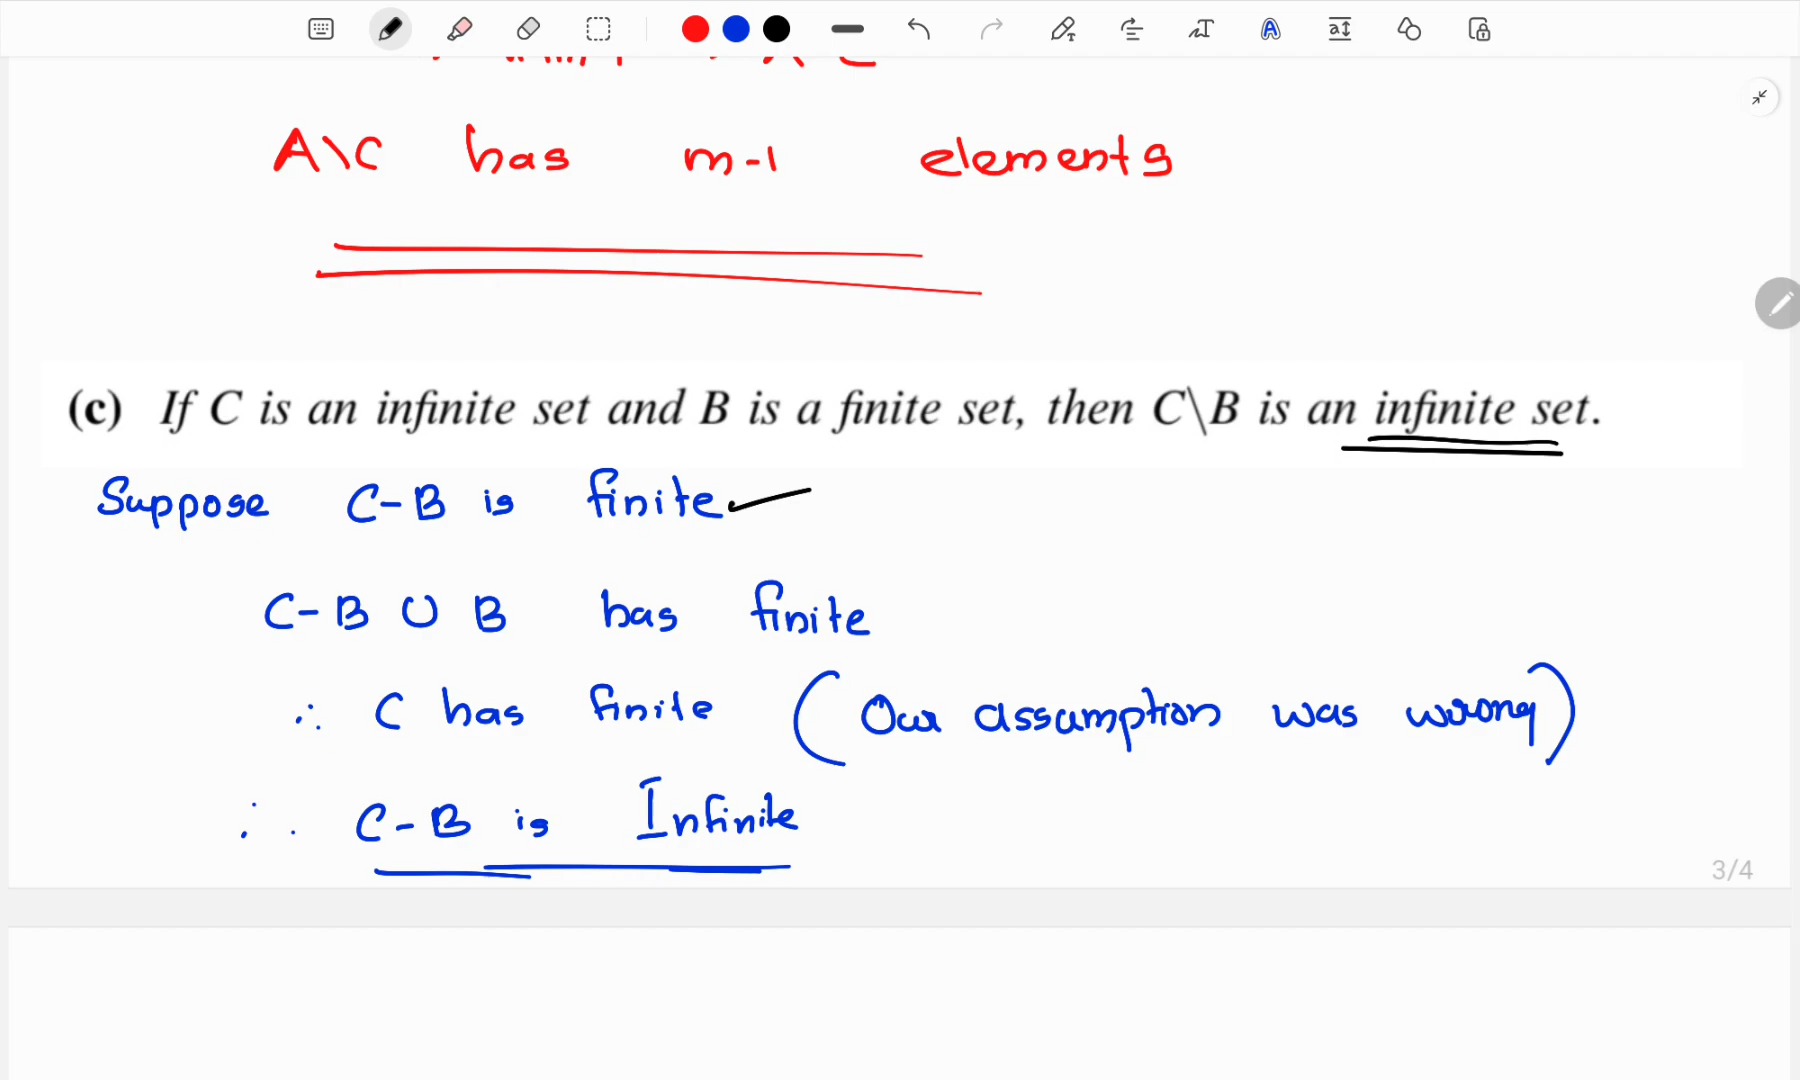 A\C has m-1 elements
(c) If C is an infinite set and B is a finite set, then C\B is an infinite set.
Suppose C-B is finite
C-B ∪ B has finite
∴ C has finite (Our assumption was wrong)
∴ C-B is Infinite
3/4